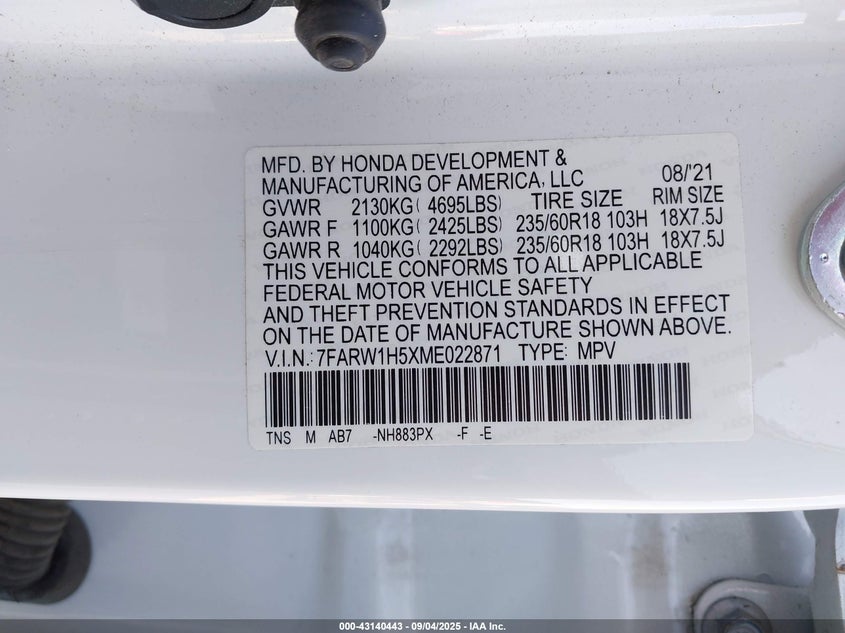 MFD. BY HONDA DEVELOPMENT &
MANUFACTURING OF AMERICA, LLC 08/'21
GVWR 2130KG( 4695LBS) TIRE SIZE RIM SIZE
GAWR F 1100KG( 2425LBS) 235/60R18 103H 18X7.5J
GAWR R 1040KG( 2292LBS) 235/60R18 103H 18X7.5J
THIS VEHICLE CONFORMS TO ALL APPLICABLE
FEDERAL MOTOR VEHICLE SAFETY
AND THEFT PREVENTION STANDARDS IN EFFECT
ON THE DATE OF MANUFACTURE SHOWN ABOVE.
V.I.N.: 7FARW1H5XME022871 TYPE: MPV
TNS M AB7 -NH883PX -F -E
000-43140443 - 09/04/2025 - IAA Inc.